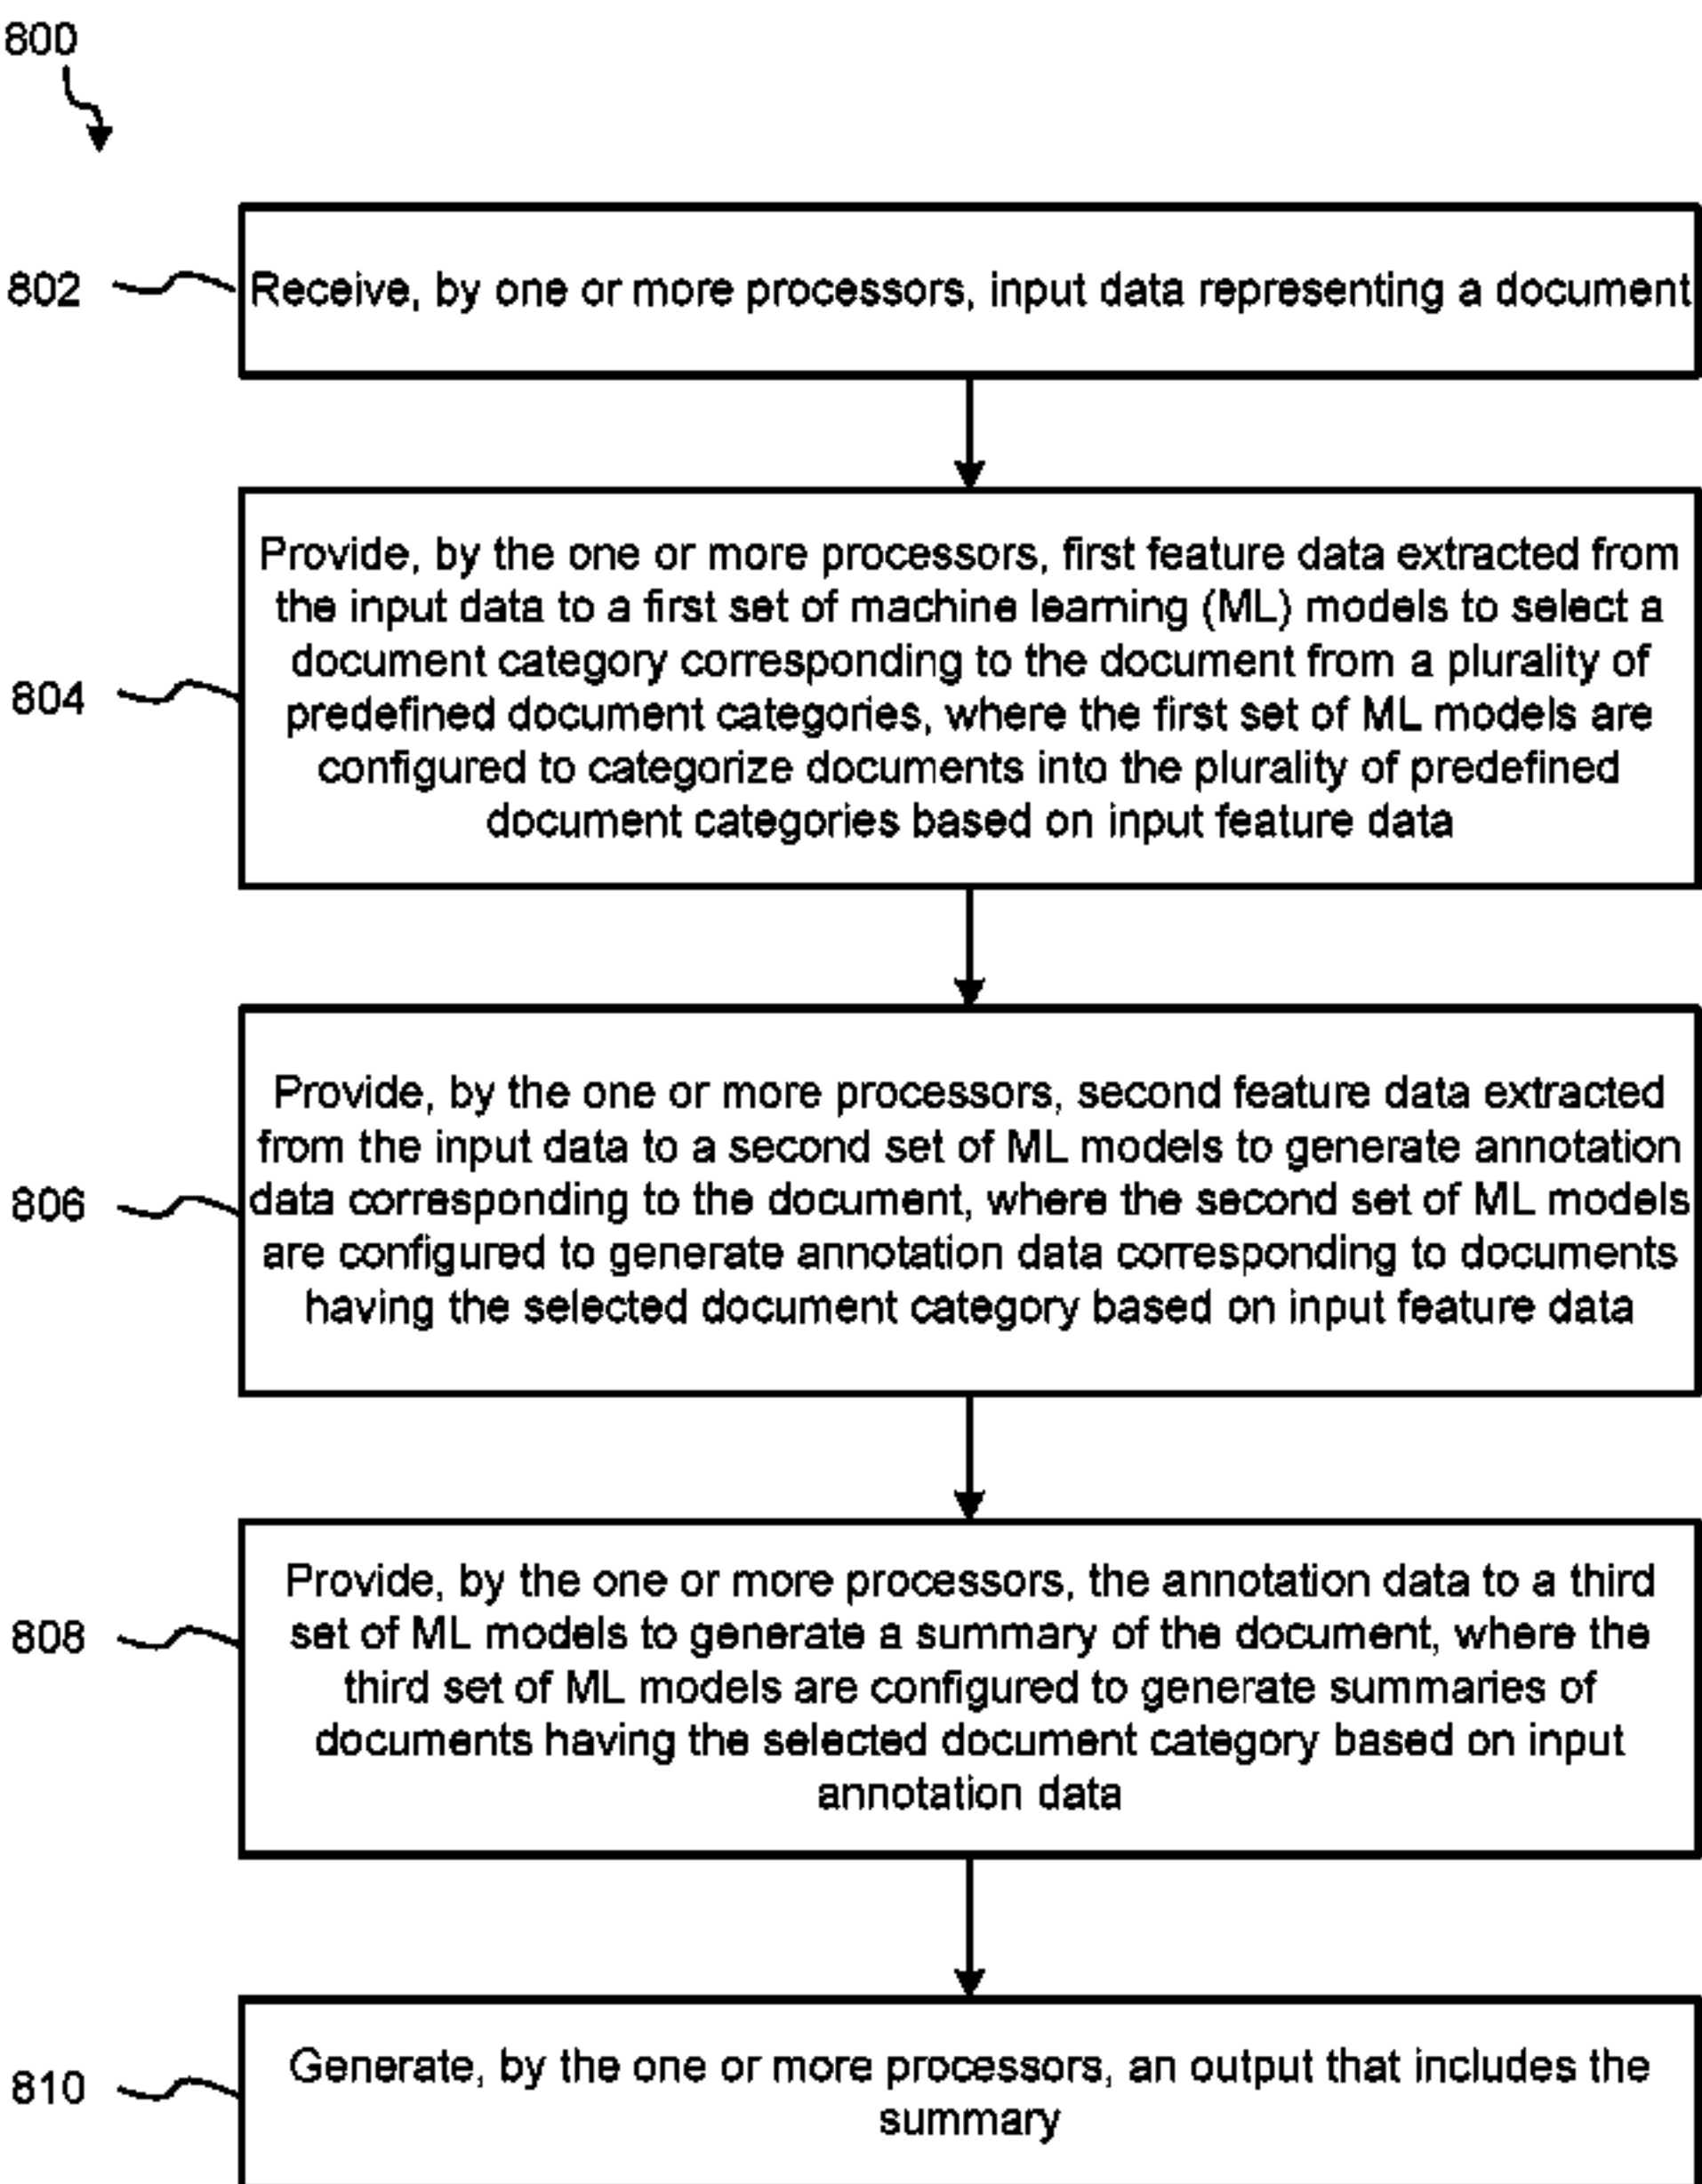 800
802
Receive, by one or more processors, input data representing a document
804
Provide, by the one or more processors, first feature data extracted from
the input data to a first set of machine learning (ML) models to select a
document category corresponding to the document from a plurality of
predefined document categories, where the first set of ML models are
configured to categorize documents into the plurality of predefined
document categories based on input feature data
806
Provide, by the one or more processors, second feature data extracted
from the input data to a second set of ML models to generate annotation
data corresponding to the document, where the second set of ML models
are configured to generate annotation data corresponding to documents
having the selected document category based on input feature data
808
Provide, by the one or more processors, the annotation data to a third
set of ML models to generate a summary of the document, where the
third set of ML models are configured to generate summaries of
documents having the selected document category based on input
annotation data
810
Generate, by the one or more processors, an output that includes the
summary